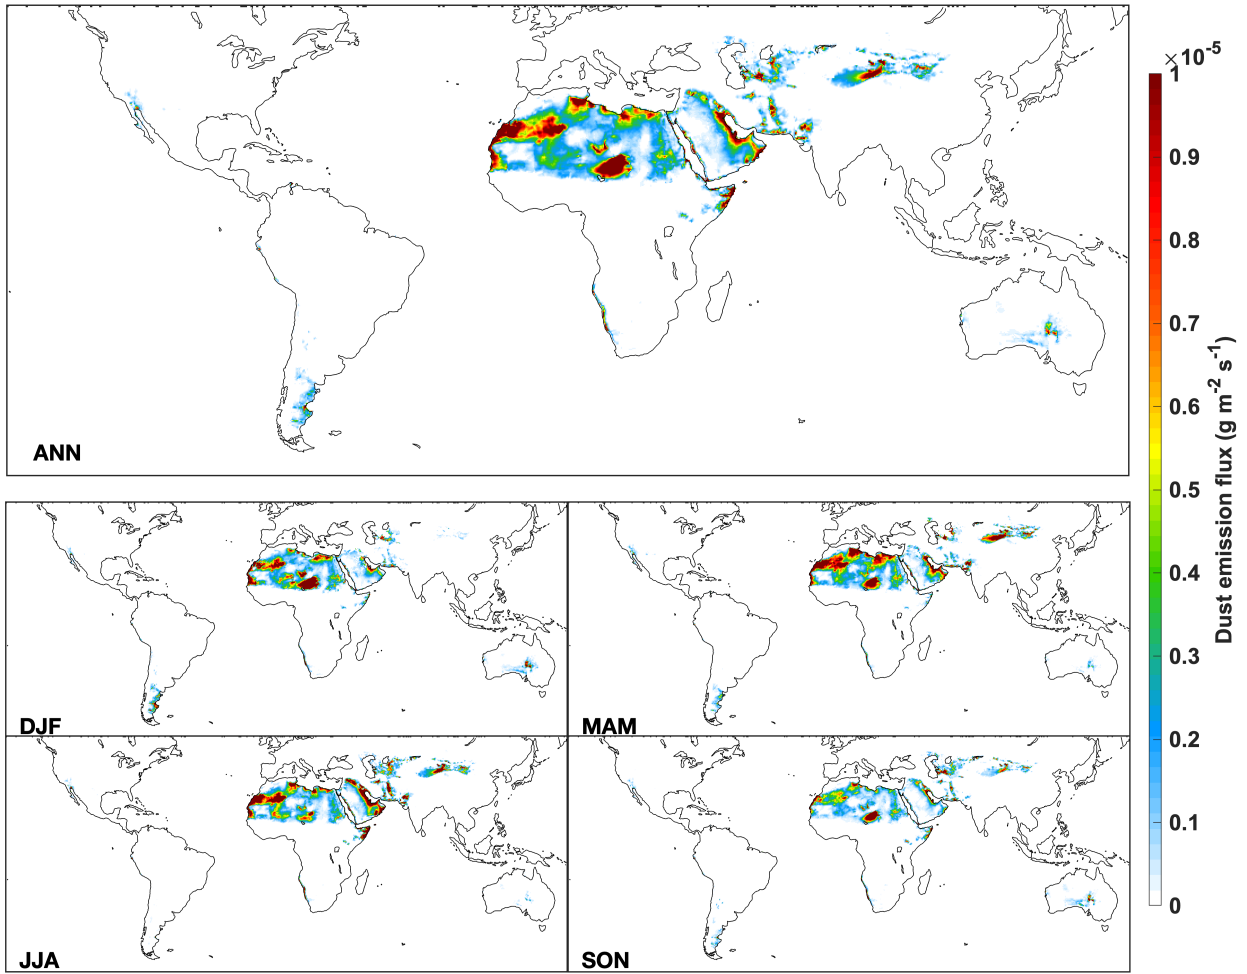 ×10⁻⁵
1
0.9
0.8
0.7
0.6
0.5
0.4
0.3
0.2
0.1
0
Dust emission flux (g m⁻² s⁻¹)
ANN
DJF
MAM
JJA
SON